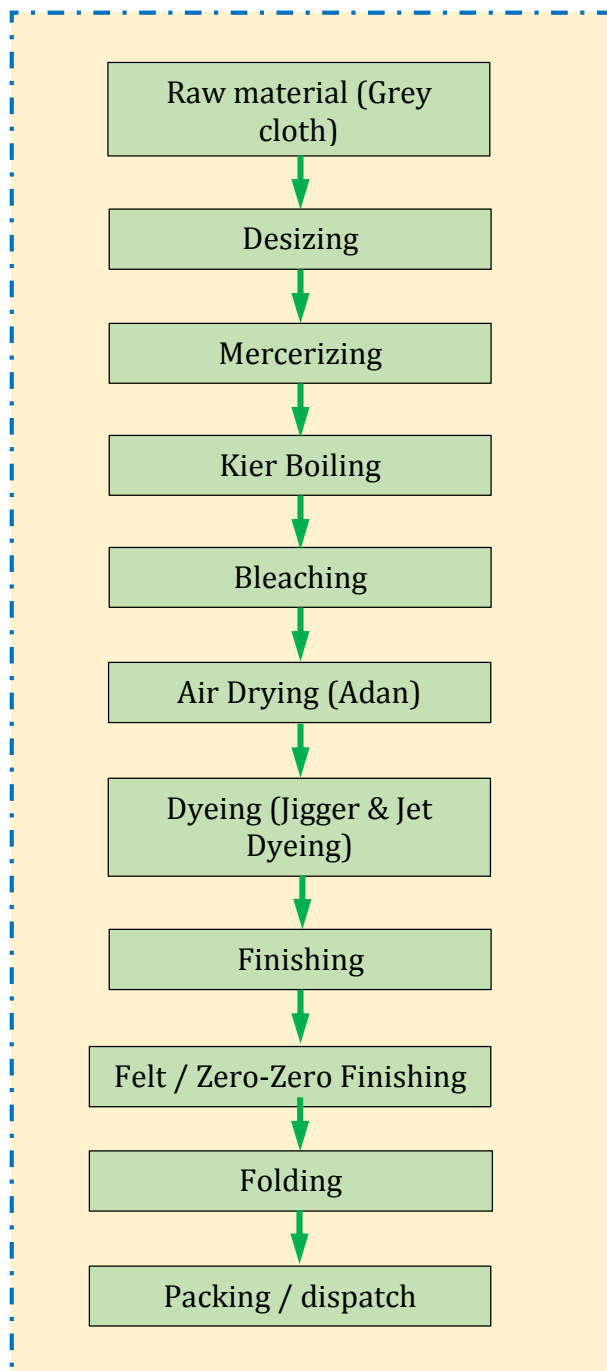 Raw material (Grey
cloth)
Desizing
Mercerizing
Kier Boiling
Bleaching
Air Drying (Adan)
Dyeing (Jigger & Jet
Dyeing)
Finishing
Felt / Zero-Zero Finishing
Folding
Packing / dispatch